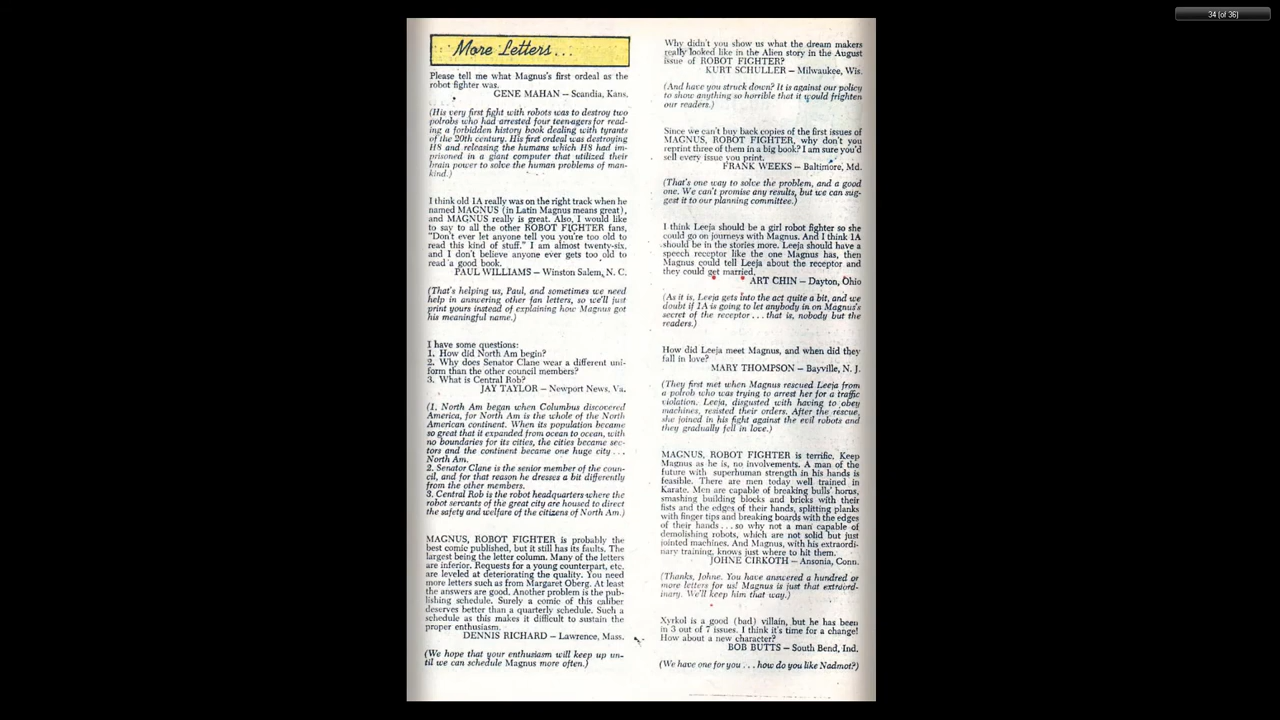 34 (of 36)
More Letters...
Please tell me what Magnus's first ordeal as the
robot fighter was.
GENE MAHAN — Scandia, Kans.
(His very first fight with robots was to destroy two
polrobs who had arrested four teenagers for read-
ing a forbidden history book dealing with tyrants
of the 20th century. His first ordeal was destroying
H8 and releasing the humans which H8 had im-
prisoned in a giant computer that utilized their
brain power to solve the human problems of man-
kind.)
I think old 1A really was on the right track when he
named MAGNUS (in Latin Magnus means great),
and MAGNUS really is great. Also, I would like
to say to all the other ROBOT FIGHTER fans,
"Don't ever let anyone tell you you're too old to
read this kind of stuff." I am almost twenty-six,
and I don't believe anyone ever gets too old to
read a good book.
PAUL WILLIAMS — Winston Salem, N. C.
(That's helping us, Paul, and sometimes we need
help in answering other fan letters, so we'll just
print yours instead of explaining how Magnus got
his meaningful name.)
I have some questions:
1. How did North Am begin?
2. Why does Senator Clane wear a different uni-
form than the other council members?
3. What is Central Rob?
JAY TAYLOR — Newport News, Va.
(1. North Am began when Columbus discovered
America, for North Am is the whole of the North
American continent. When its population became
so great that it expanded from ocean to ocean, with
no boundaries for its cities, the cities became sec-
tors and the continent became one huge city . . .
North Am.
2. Senator Clane is the senior member of the coun-
cil, and for that reason he dresses a bit differently
from the other members.
3. Central Rob is the robot headquarters where the
robot servants of the great city are housed to direct
the safety and welfare of the citizens of North Am.)
MAGNUS, ROBOT FIGHTER is probably the
best comic published, but it still has its faults. The
largest being the letter column. Many of the letters
are inferior. Requests for a young counterpart, etc.
are leveled at deteriorating the quality. You need
more letters such as from Margaret Oberg. At least
the answers are good. Another problem is the pub-
lishing schedule. Surely a comic of this caliber
deserves better than a quarterly schedule. Such a
schedule as this makes it difficult to sustain the
proper enthusiasm.
DENNIS RICHARD — Lawrence, Mass.
(We hope that your enthusiasm will keep up un-
til we can schedule Magnus more often.)
Why didn't you show us what the dream makers
really looked like in the Alien story in the August
issue of ROBOT FIGHTER?
KURT SCHULLER — Milwaukee, Wis.
(And have you struck down? It is against our policy
to show anything so horrible that it would frighten
our readers.)
Since we can't buy back copies of the first issues of
MAGNUS, ROBOT FIGHTER, why don't you
reprint three of them in a big book? I am sure you'd
sell every issue you print.
FRANK WEEKS — Baltimore, Md.
(That's one way to solve the problem, and a good
one. We can't promise any results, but we can sug-
gest it to our planning committee.)
I think Leeja should be a girl robot fighter so she
could go on journeys with Magnus. And I think 1A
should be in the stories more. Leeja should have a
speech receptor like the one Magnus has, then
Magnus could tell Leeja about the receptor and
they could get married.
ART CHIN — Dayton, Ohio
(As it is, Leeja gets into the act quite a bit, and we
doubt if 1A is going to let anybody in on Magnus's
secret of the receptor . . . that is, nobody but the
readers.)
How did Leeja meet Magnus, and when did they
fall in love?
MARY THOMPSON — Bayville, N. J.
(They first met when Magnus rescued Leeja from
a polrob who was trying to arrest her for a traffic
violation. Leeja, disgusted with having to obey
machines, resisted their orders. After the rescue,
she joined in his fight against the evil robots and
they gradually fell in love.)
MAGNUS, ROBOT FIGHTER is terrific. Keep
Magnus as he is, no involvements. A man of the
future with superhuman strength in his hands is
feasible. There are men today well trained in
Karate. Men are capable of breaking bulls' horns,
smashing building blocks and bricks with their
fists and the edges of their hands, splitting planks
with finger tips and breaking boards with the edges
of their hands . . . so why not a man capable of
demolishing robots, which are not solid but just
jointed machines. And Magnus, with his extraordi-
nary training, knows just where to hit them.
JOHNE CIRKOTH — Ansonia, Conn.
(Thanks, Johne. You have answered a hundred or
more letters for us! Magnus is just that extraord-
inary. We'll keep him that way.)
Xyrkol is a good (bad) villain, but he has been
in 3 out of 7 issues. I think it's time for a change!
How about a new character?
BOB BUTTS — South Bend, Ind.
(We have one for you . . . how do you like Nadmot?)